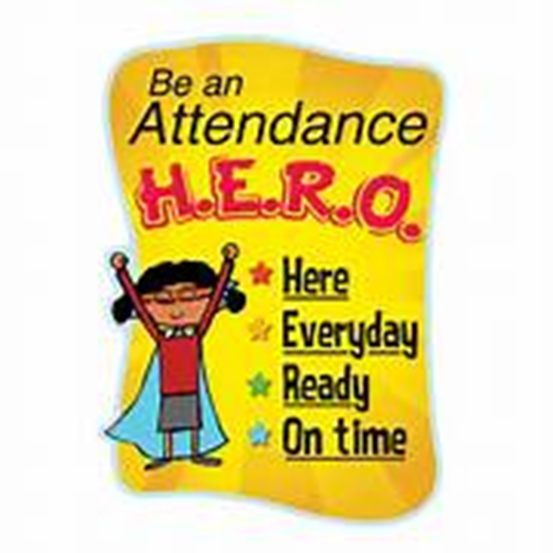 Be an
Attendance
H.E.R.O.
Here
Everyday
Ready
On time